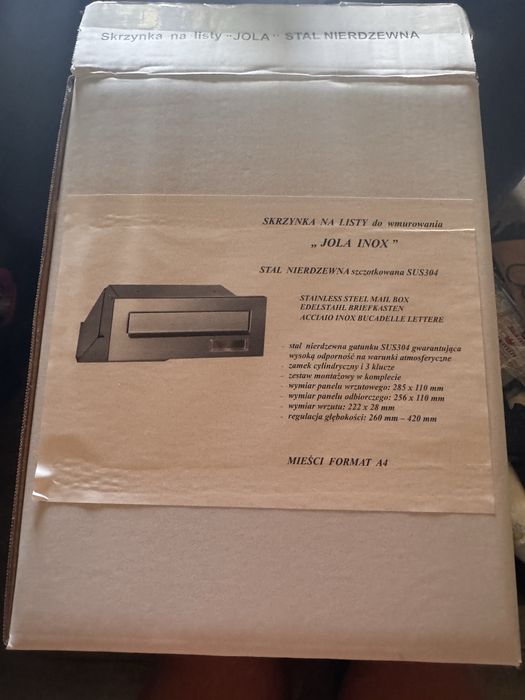 Skrzynka na listy "JOLA" STAL NIERDZEWNA
SKRZYNKA NA LISTY do wmurowania
„ JOLA INOX ”
STAL NIERDZEWNA szczotkowana SUS304
STAINLESS STEEL MAIL BOX
EDELSTAHL BRIEFKASTEN
ACCIAIO INOX BUCADELLE LETTERE
- stal nierdzewna gatunku SUS304 gwarantująca
wysoką odporność na warunki atmosferyczne
- zamek cylindryczny i 3 klucze
- zestaw montażowy w komplecie
- wymiar panelu wrzutowego: 285 x 110 mm
- wymiar panelu odbiorczego: 256 x 110 mm
- wymiar wrzutu: 222 x 28 mm
- regulacja głębokości: 260 mm – 420 mm
MIEŚCI FORMAT A4